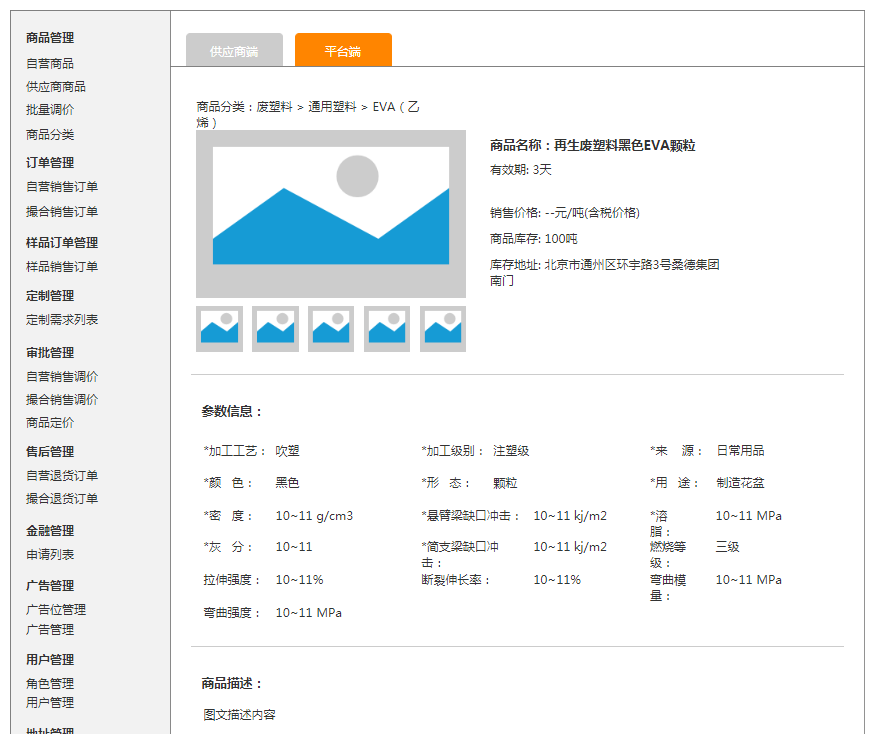 商品管理
自营商品
供应商商品
批量调价
商品分类
订单管理
自营销售订单
撮合销售订单
样品订单管理
样品销售订单
定制管理
定制需求列表
审批管理
自营销售调价
撮合销售调价
商品定价
售后管理
自营退货订单
撮合退货订单
金融管理
申请列表
广告管理
广告位管理
广告管理
用户管理
角色管理
用户管理
地址管理
供应商端 平台端
商品分类：废塑料 > 通用塑料 > EVA（乙
烯）
商品名称：再生废塑料黑色EVA颗粒
有效期: 3天
销售价格: --元/吨(含税价格)
商品库存: 100吨
库存地址: 北京市通州区环宇路3号桑德集团
南门
参数信息：
*加工工艺： 吹塑 *加工级别： 注塑级 *来 源： 日常用品
*颜 色： 黑色 *形 态： 颗粒 *用 途： 制造花盆
*密 度： 10~11 g/cm3 *悬臂梁缺口冲击： 10~11 kj/m2 *溶 10~11 MPa
脂：
*灰 分： 10~11 *简支梁缺口冲 10~11 kj/m2 燃烧等 三级
击： 级：
拉伸强度： 10~11% 断裂伸长率： 10~11% 弯曲模 10~11 MPa
量：
弯曲强度： 10~11 MPa
商品描述：
图文描述内容